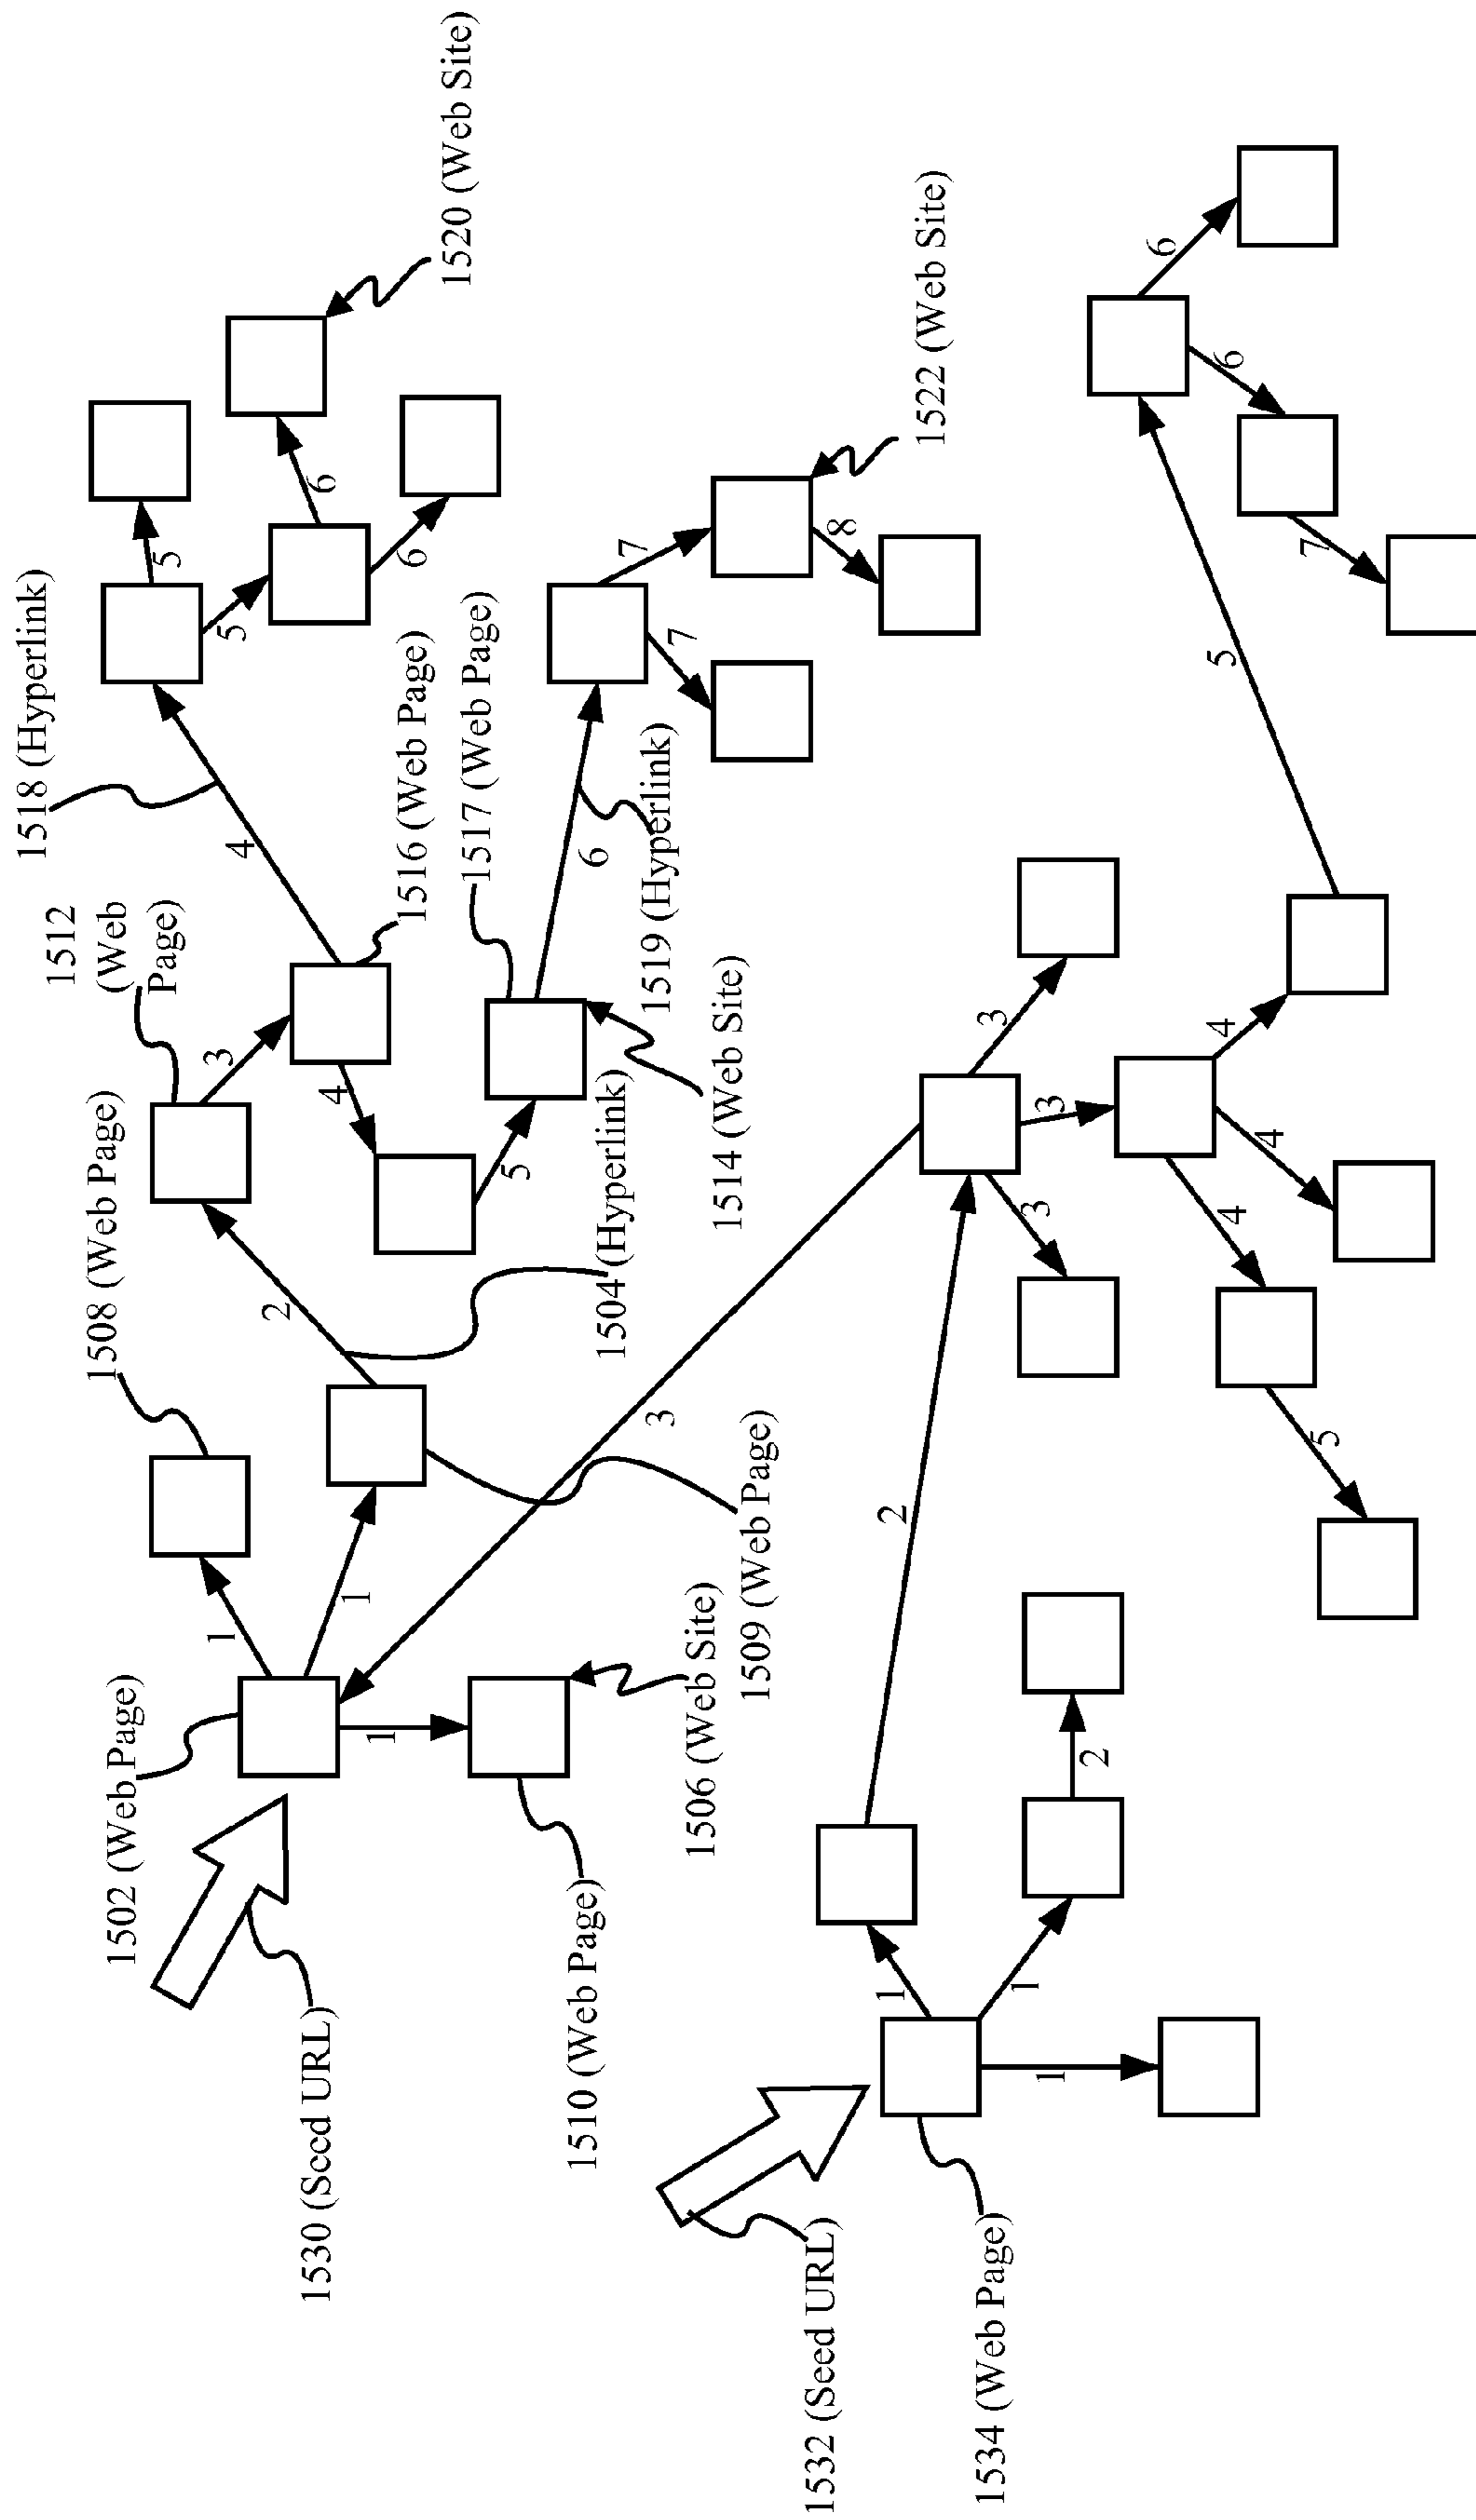 1518 (Hyperlink)
1512
(Web
Page)
1508 (Web Page)
1502 (Web Page)
5
3
1
5
4
2
1530 (Seed URL)
6
4
1
1
1516 (Web Page)
6
1520 (Web Site)
1517 (Web Page)
5
1510 (Web Page)
6
1504 (Hyperlink)
7
1519 (Hyperlink)
3
7
1506 (Web Site)
1514 (Web Site)
1509 (Web Page)
1532 (Seed URL)
8
1
2
1522 (Web Site)
1534 (Web Page)
3
1
3
3
1
2
6
4
5
6
4
4
7
5